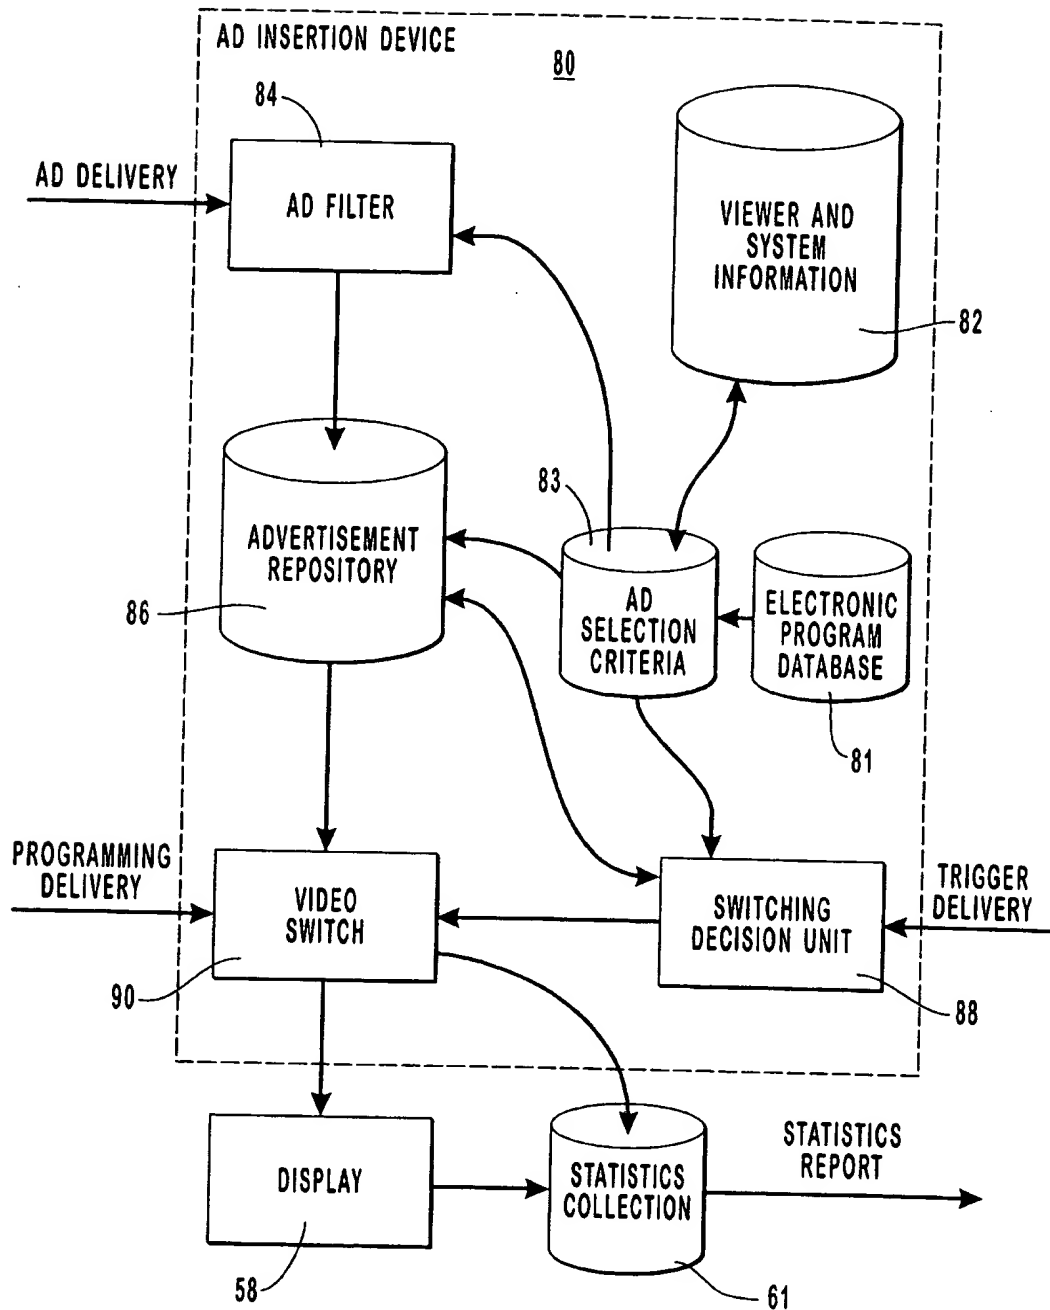 AD INSERTION DEVICE
80
84
AD DELIVERY
AD FILTER
VIEWER AND
SYSTEM
INFORMATION
82
83
ADVERTISEMENT
REPOSITORY
86
AD
SELECTION
CRITERIA
ELECTRONIC
PROGRAM
DATABASE
81
PROGRAMMING
DELIVERY
VIDEO
SWITCH
90
SWITCHING
DECISION UNIT
88
TRIGGER
DELIVERY
DISPLAY
58
STATISTICS
COLLECTION
61
STATISTICS
REPORT